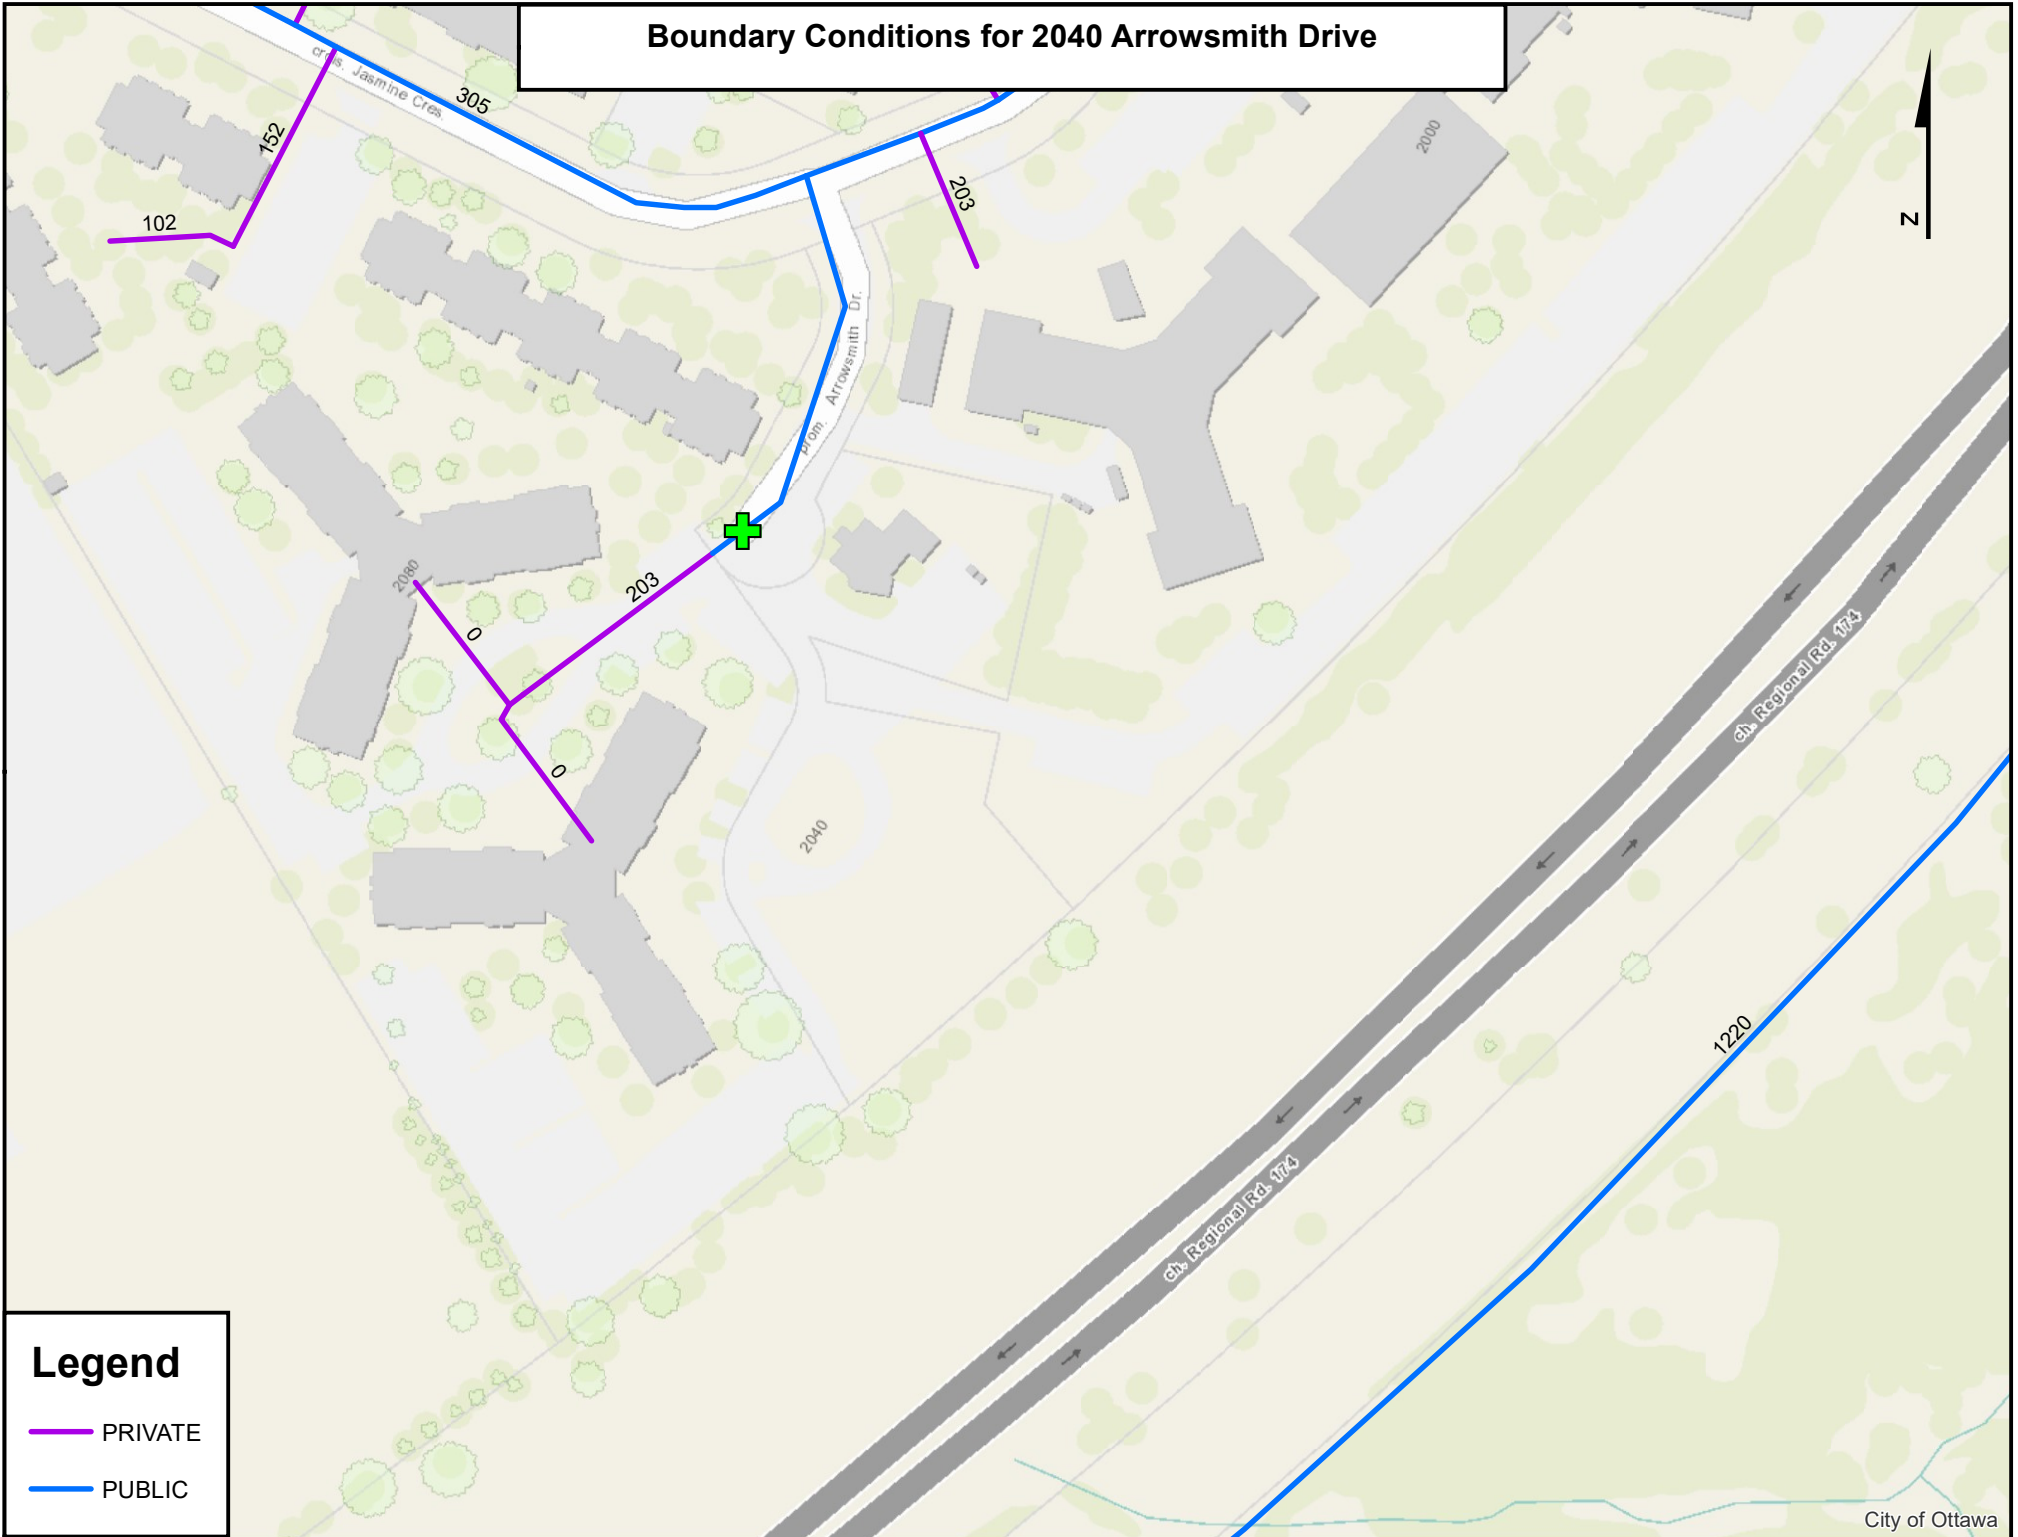 Boundary Conditions for 2040 Arrowsmith Drive
crois. Jasmine Cres.
305
152
102
203
2000
N
prom. Arrowsmith Dr.
203
2080
0
0
2040
ch. Regional Rd. 174
ch. Regional Rd. 174
1220
Legend
PRIVATE
PUBLIC
City of Ottawa